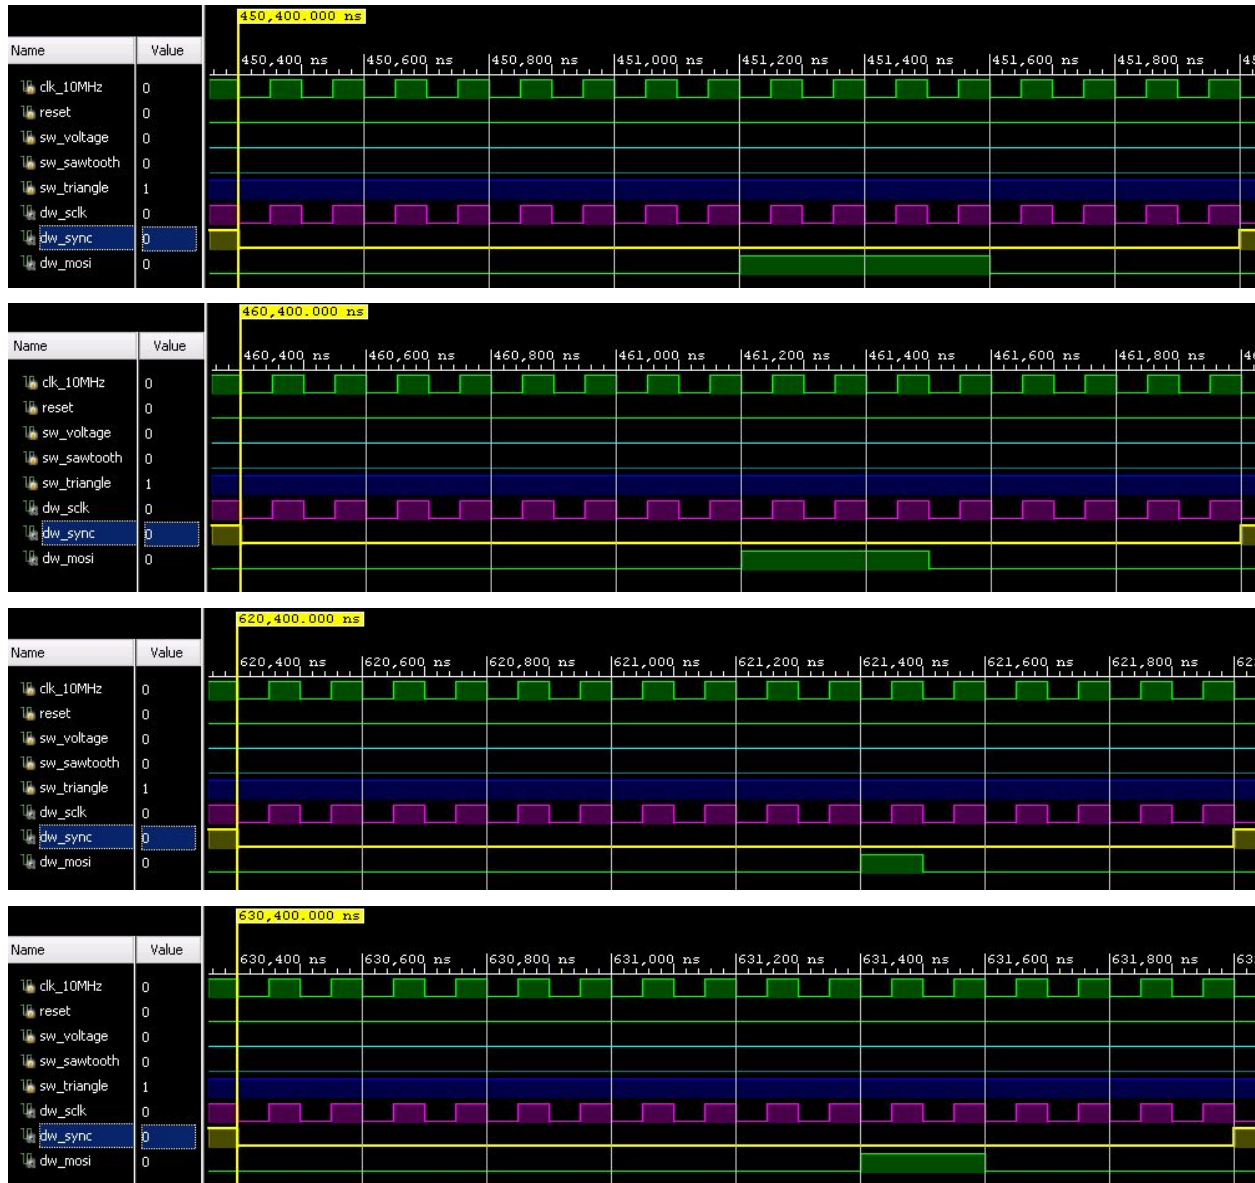 450,400.000 ns
Name Value
450,400 ns 450,600 ns 450,800 ns 451,000 ns 451,200 ns 451,400 ns 451,600 ns 451,800 ns 45
clk_10MHz 0
reset 0
sw_voltage 0
sw_sawtooth 0
sw_triangle 1
dw_sclk 0
dw_sync 0
dw_mosi 0
460,400.000 ns
Name Value
460,400 ns 460,600 ns 460,800 ns 461,000 ns 461,200 ns 461,400 ns 461,600 ns 461,800 ns 4
clk_10MHz 0
reset 0
sw_voltage 0
sw_sawtooth 0
sw_triangle 1
dw_sclk 0
dw_sync 0
dw_mosi 0
620,400.000 ns
Name Value
620,400 ns 620,600 ns 620,800 ns 621,000 ns 621,200 ns 621,400 ns 621,600 ns 621,800 ns 62
clk_10MHz 0
reset 0
sw_voltage 0
sw_sawtooth 0
sw_triangle 1
dw_sclk 0
dw_sync 0
dw_mosi 0
630,400.000 ns
Name Value
630,400 ns 630,600 ns 630,800 ns 631,000 ns 631,200 ns 631,400 ns 631,600 ns 631,800 ns 63
clk_10MHz 0
reset 0
sw_voltage 0
sw_sawtooth 0
sw_triangle 1
dw_sclk 0
dw_sync 0
dw_mosi 0